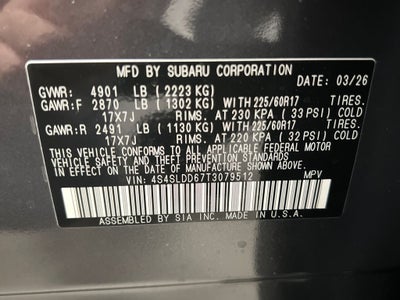 MFD BY SUBARU CORPORATION
DATE: 03/26
GVWR: 4901 LB (2223 KG)
GAWR:F 2870 LB (1302 KG) WITH 225/60R17 TIRES.
17X7J RIMS. AT 230 KPA (33 PSI) COLD
GAWR:R 2491 LB (1130 KG) WITH 225/60R17 TIRES.
17X7J RIMS. AT 220 KPA (32 PSI) COLD
THIS VEHICLE CONFORMS TO ALL APPLICABLE FEDERAL MOTOR
VEHICLE SAFETY, BUMPER, AND THEFT PREVENTION STANDARDS
IN EFFECT ON THE DATE OF MANUFACTURE SHOWN ABOVE.
VIN: 4S4SLDD67T3079512 MPV
ASSEMBLED BY SIA INC. MADE IN U.S.A.